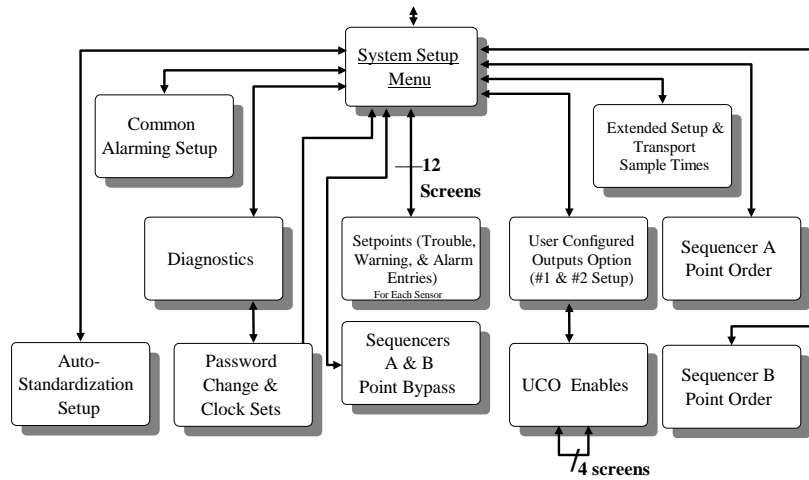 System Setup
Menu
Common
Alarming Setup
12
Screens
Extended Setup &
Transport
Sample Times
Diagnostics
Setpoints (Trouble,
Warning, & Alarm
Entries)
For Each Sensor
User Configured
Outputs Option
(#1 & #2 Setup)
Sequencer A
Point Order
Auto-
Standardization
Setup
Password
Change &
Clock Sets
Sequencers
A & B
Point Bypass
UCO Enables
Sequencer B
Point Order
4 screens